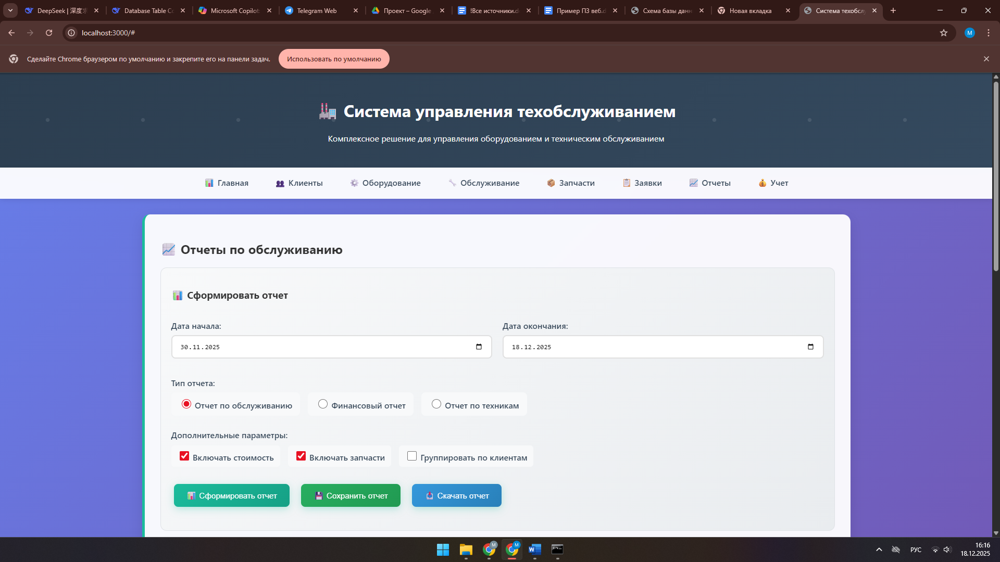 DeepSeek | 深度求
Database Table Co
Microsoft Copilot:
Telegram Web
Проект – Google
!Все источники.d
Пример ПЗ веб.d
Схема базы данн
Новая вкладка
Система техобслу
localhost:3000/#
M
Сделайте Chrome браузером по умолчанию и закрепите его на панели задач.
Использовать по умолчанию
Система управления техобслуживанием
Комплексное решение для управления оборудованием и техническим обслуживанием
Главная
Клиенты
Оборудование
Обслуживание
Запчасти
Заявки
Отчеты
Учет
Отчеты по обслуживанию
Сформировать отчет
Дата начала:
Дата окончания:
30.11.2025
18.12.2025
Тип отчета:
Отчет по обслуживанию
Финансовый отчет
Отчет по техникам
Дополнительные параметры:
Включать стоимость
Включать запчасти
Группировать по клиентам
Сформировать отчет
Сохранить отчет
Скачать отчет
M
M
W
РУС
16:16
18.12.2025